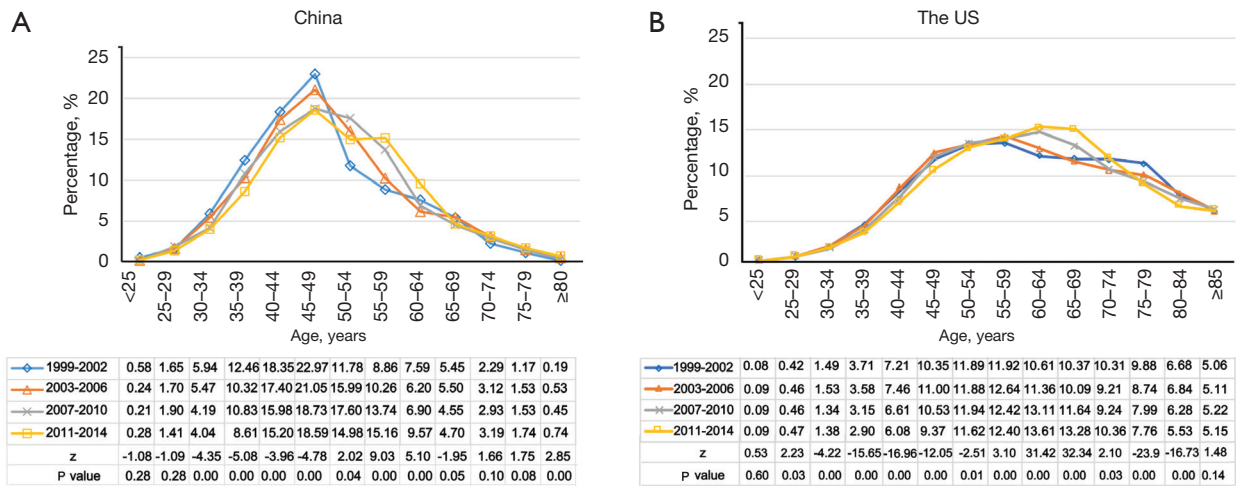 A
China
25
20
15
10
5
0
Percentage, %
<25
25–29
30–34
35–39
40–44
45–49
50–54
55–59
60–64
65–69
70–74
75–79
≥80
Age, years
1999-2002 0.58 1.65 5.94 12.46 18.35 22.97 11.78 8.86 7.59 5.45 2.29 1.17 0.19
2003-2006 0.24 1.70 5.47 10.32 17.40 21.05 15.99 10.26 6.20 5.50 3.12 1.53 0.53
2007-2010 0.21 1.90 4.19 10.83 15.98 18.73 17.60 13.74 6.90 4.55 2.93 1.53 0.45
2011-2014 0.28 1.41 4.04 8.61 15.20 18.59 14.98 15.16 9.57 4.70 3.19 1.74 0.74
z -1.08 -1.09 -4.35 -5.08 -3.96 -4.78 2.02 9.03 5.10 -1.95 1.66 1.75 2.85
P value 0.28 0.28 0.00 0.00 0.00 0.00 0.04 0.00 0.00 0.05 0.10 0.08 0.00
B
The US
25
20
15
10
5
0
Percentage, %
<25
25–29
30–34
35–39
40–44
45–49
50–54
55–59
60–64
65–69
70–74
75–79
80–84
≥85
Age, years
1999-2002 0.08 0.42 1.49 3.71 7.21 10.35 11.89 11.92 10.61 10.37 10.31 9.88 6.68 5.06
2003-2006 0.09 0.46 1.53 3.58 7.46 11.00 11.88 12.64 11.36 10.09 9.21 8.74 6.84 5.11
2007-2010 0.09 0.46 1.34 3.15 6.61 10.53 11.94 12.42 13.11 11.64 9.24 7.99 6.28 5.22
2011-2014 0.09 0.47 1.38 2.90 6.08 9.37 11.62 12.40 13.61 13.28 10.36 7.76 5.53 5.15
z 0.53 2.23 -4.22 -15.65 -16.96 -12.05 -2.51 3.10 31.42 32.34 2.10 -23.9 -16.73 1.48
P value 0.60 0.03 0.00 0.00 0.00 0.00 0.01 0.00 0.00 0.00 0.03 0.00 0.00 0.14